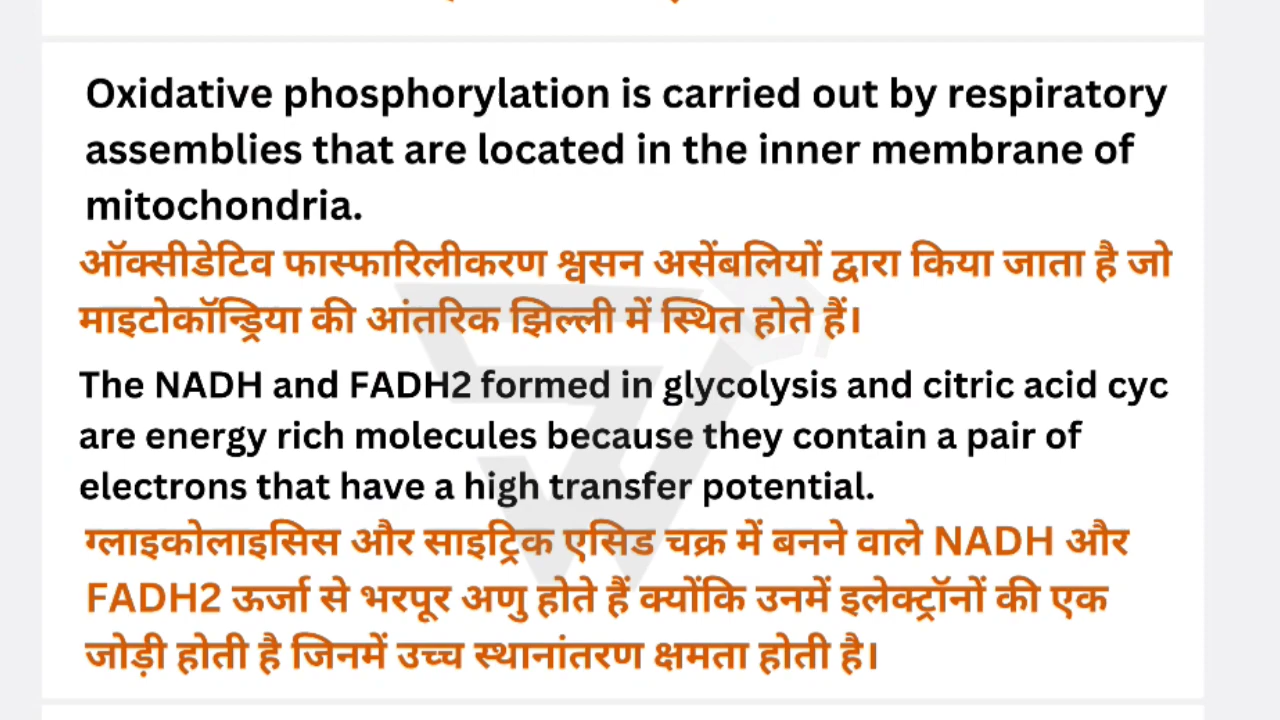 Oxidative phosphorylation is carried out by respiratory
assemblies that are located in the inner membrane of
mitochondria.
ऑक्सीडेटिव फास्फारिलीकरण श्वसन असेंबलियों द्वारा किया जाता है जो
माइटोकॉन्ड्रिया की आंतरिक झिल्ली में स्थित होते हैं।
The NADH and FADH2 formed in glycolysis and citric acid cyc
are energy rich molecules because they contain a pair of
electrons that have a high transfer potential.
ग्लाइकोलाइसिस और साइट्रिक एसिड चक्र में बनने वाले NADH और
FADH2 ऊर्जा से भरपूर अणु होते हैं क्योंकि उनमें इलेक्ट्रॉनों की एक
जोड़ी होती है जिनमें उच्च स्थानांतरण क्षमता होती है।